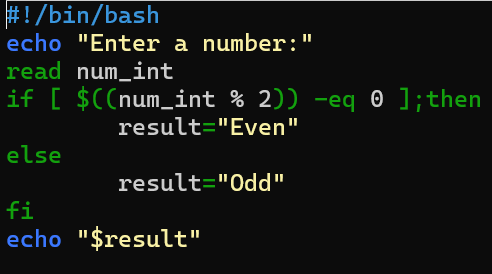 #!/bin/bash
echo "Enter a number:"
read num_int
if [ $((num_int % 2)) -eq 0 ];then
        result="Even"
else
        result="Odd"
fi
echo "$result"